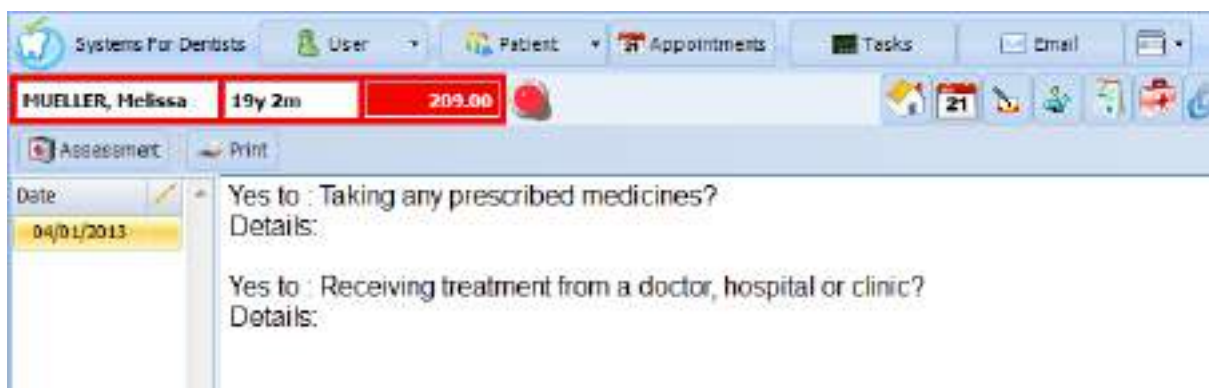 Systems For Dentists User Patient Appointments Tasks Email
MUELLER, Melissa 19y 2m 209.00 21
Assessment Print
Date
04/01/2013
Yes to : Taking any prescribed medicines?
Details:
Yes to : Receiving treatment from a doctor, hospital or clinic?
Details: